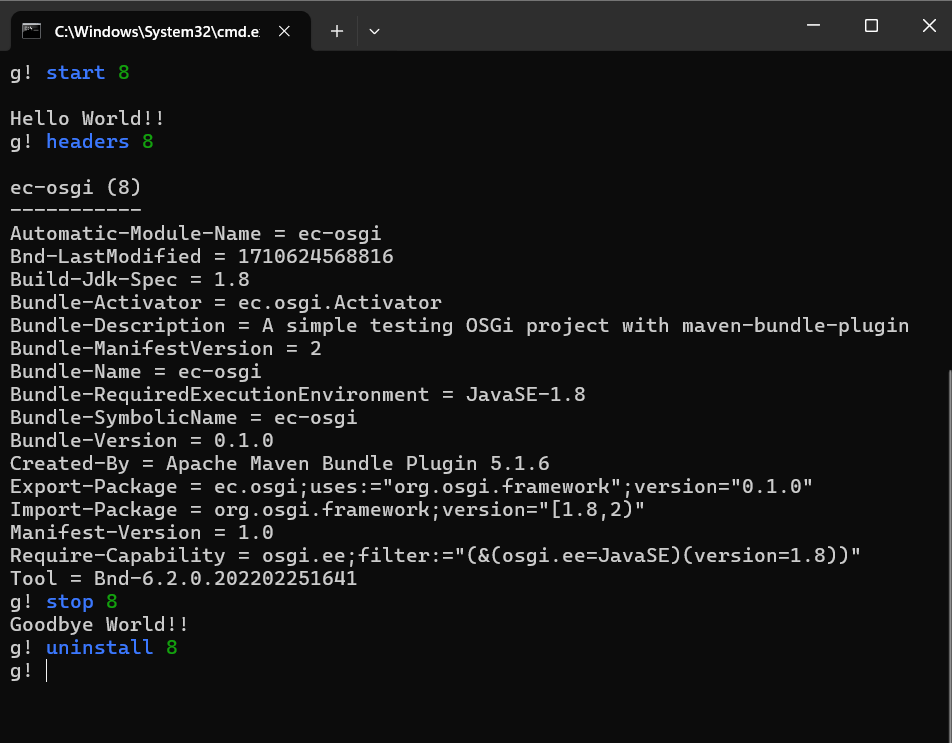 C:\Windows\System32\cmd.e
g! start 8
Hello World!!
g! headers 8
ec-osgi (8)
-----------
Automatic-Module-Name = ec-osgi
Bnd-LastModified = 1710624568816
Build-Jdk-Spec = 1.8
Bundle-Activator = ec.osgi.Activator
Bundle-Description = A simple testing OSGi project with maven-bundle-plugin
Bundle-ManifestVersion = 2
Bundle-Name = ec-osgi
Bundle-RequiredExecutionEnvironment = JavaSE-1.8
Bundle-SymbolicName = ec-osgi
Bundle-Version = 0.1.0
Created-By = Apache Maven Bundle Plugin 5.1.6
Export-Package = ec.osgi;uses:="org.osgi.framework";version="0.1.0"
Import-Package = org.osgi.framework;version="[1.8,2)"
Manifest-Version = 1.0
Require-Capability = osgi.ee;filter:="(&(osgi.ee=JavaSE)(version=1.8))"
Tool = Bnd-6.2.0.202202251641
g! stop 8
Goodbye World!!
g! uninstall 8
g!